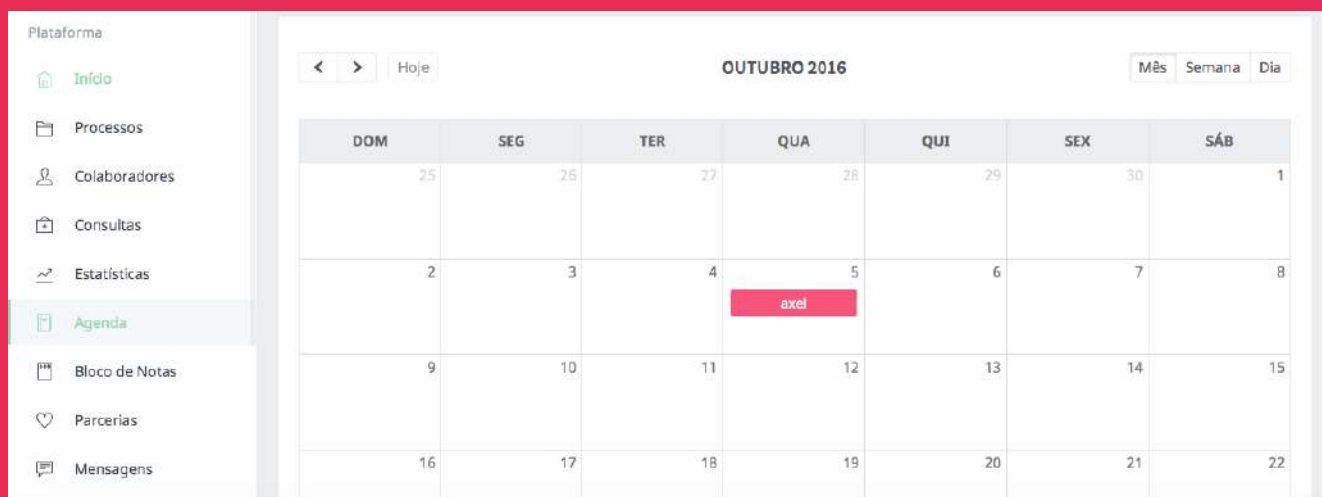 Plataforma
Início
Processos
Colaboradores
Consultas
Estatísticas
Agenda
Bloco de Notas
Parcerias
Mensagens
Hoje
OUTUBRO 2016
Mês Semana Dia
DOM SEG TER QUA QUI SEX SÁB
25 26 27 28 29 30 1
2 3 4 5 6 7 8
axel
9 10 11 12 13 14 15
16 17 18 19 20 21 22